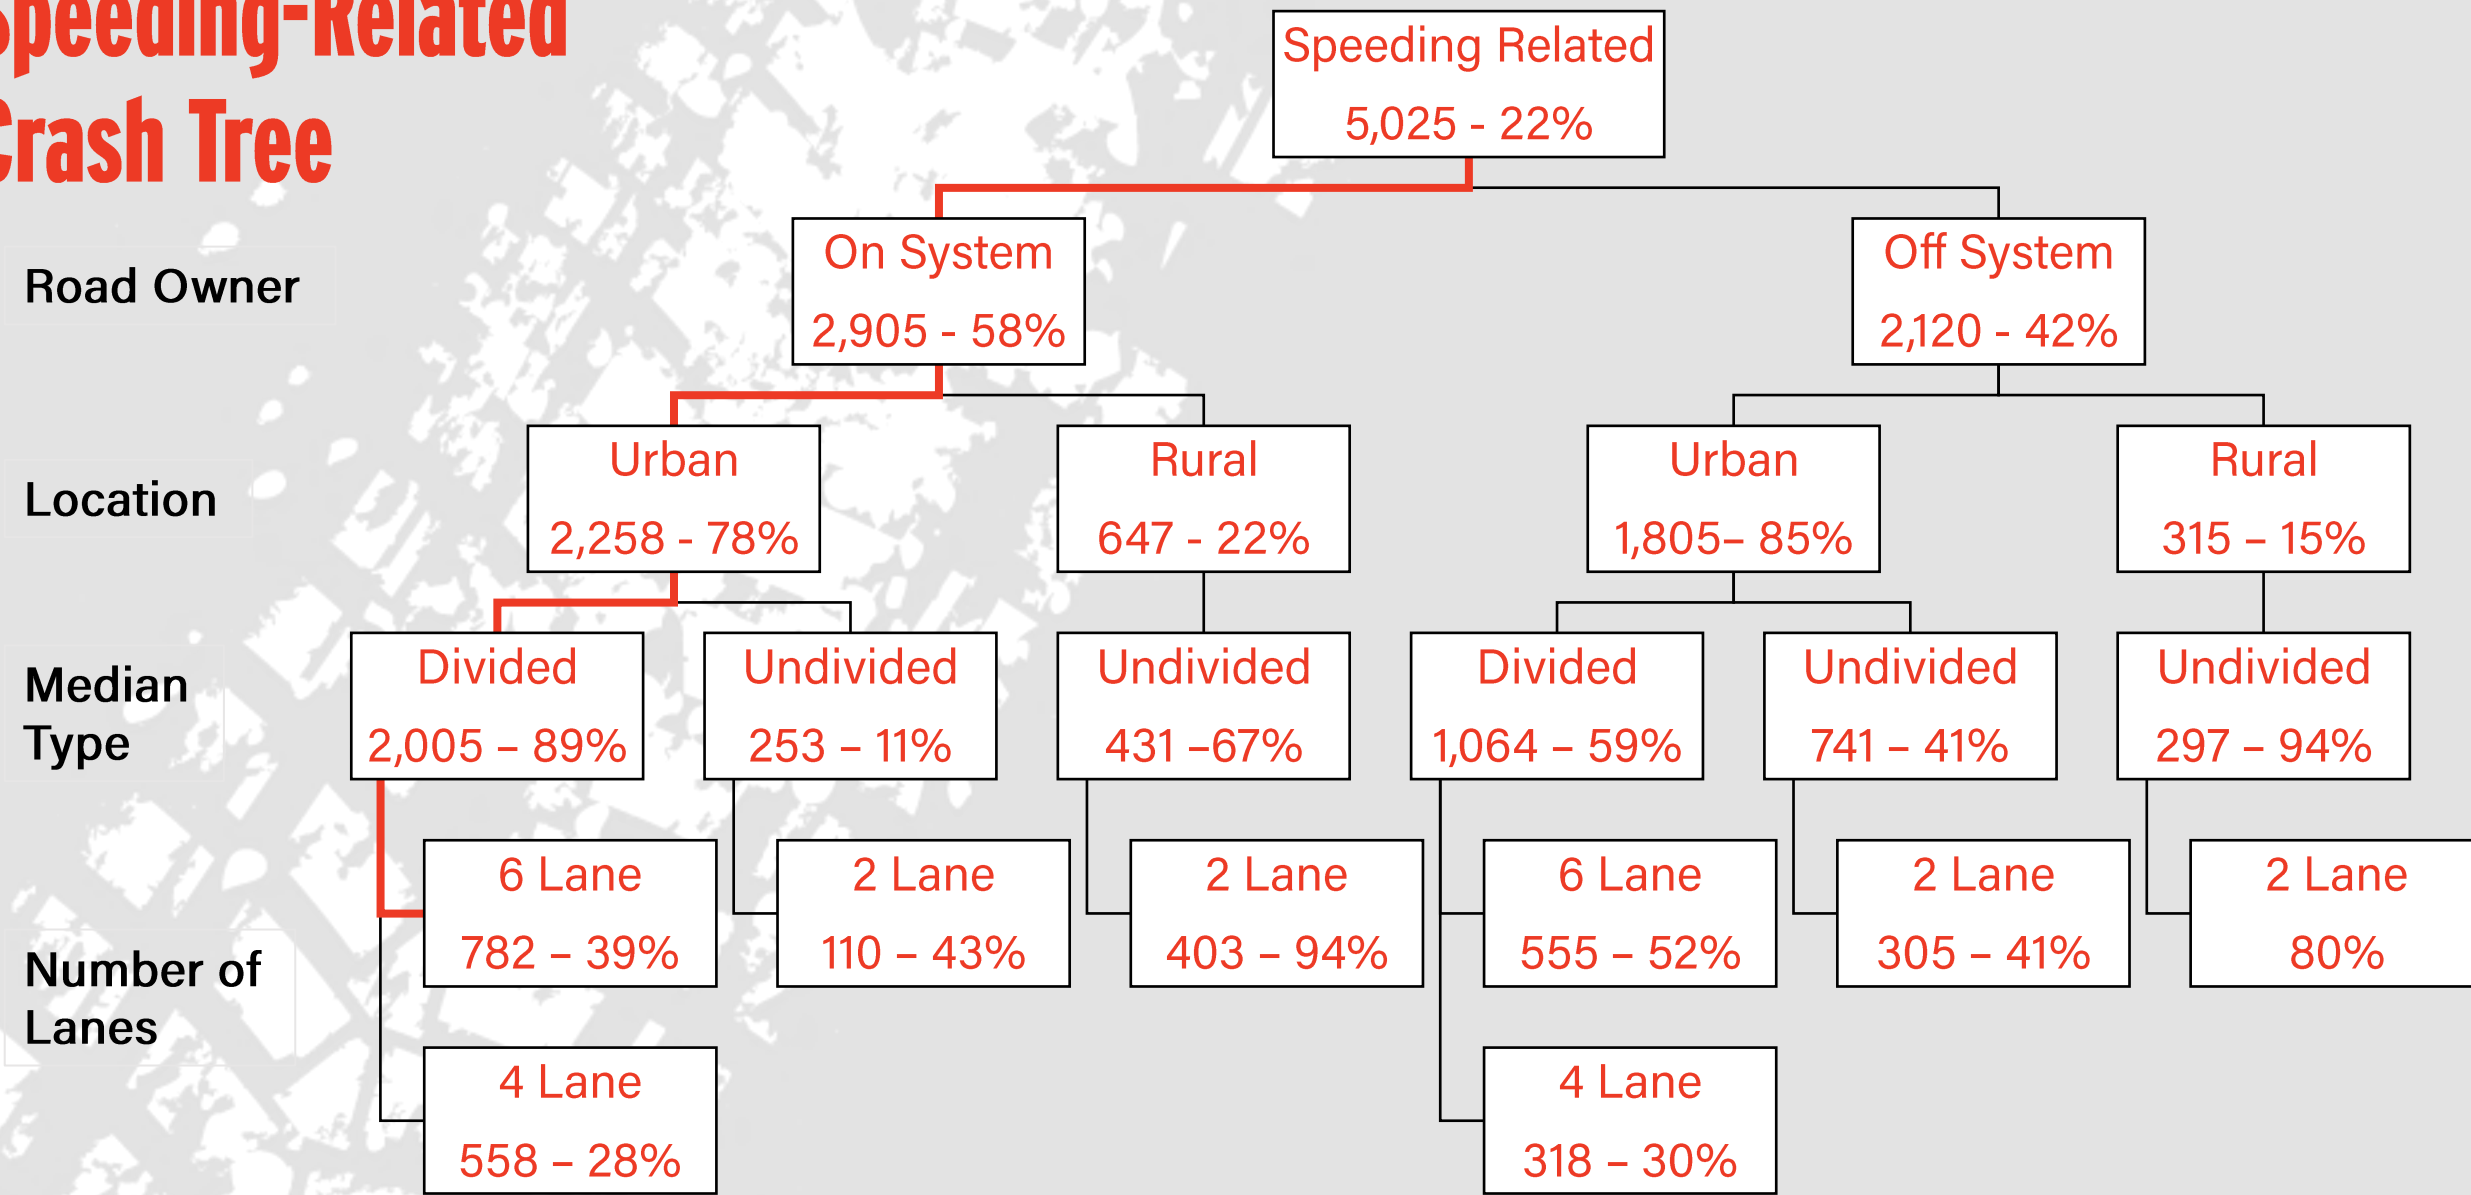 Speeding-Related
Crash Tree
Speeding Related
5,025 - 22%
Road Owner
On System
2,905 - 58%
Off System
2,120 - 42%
Location
Urban
2,258 - 78%
Rural
647 - 22%
Urban
1,805– 85%
Rural
315 – 15%
Median
Type
Divided
2,005 – 89%
Undivided
253 – 11%
Undivided
431 –67%
Divided
1,064 – 59%
Undivided
741 – 41%
Undivided
297 – 94%
Number of
Lanes
6 Lane
782 – 39%
2 Lane
110 – 43%
2 Lane
403 – 94%
6 Lane
555 – 52%
2 Lane
305 – 41%
2 Lane
80%
4 Lane
558 – 28%
4 Lane
318 – 30%